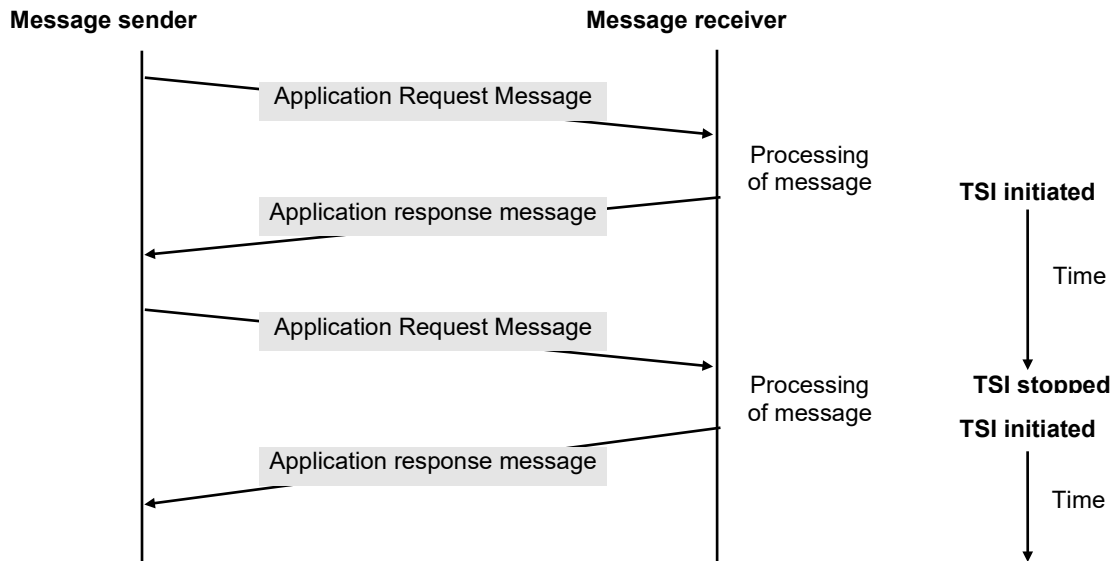 Message sender
Message receiver
Application Request Message
Processing
of message
TSI initiated
Application response message
Time
Application Request Message
Processing
of message
TSI stopped
TSI initiated
Application response message
Time